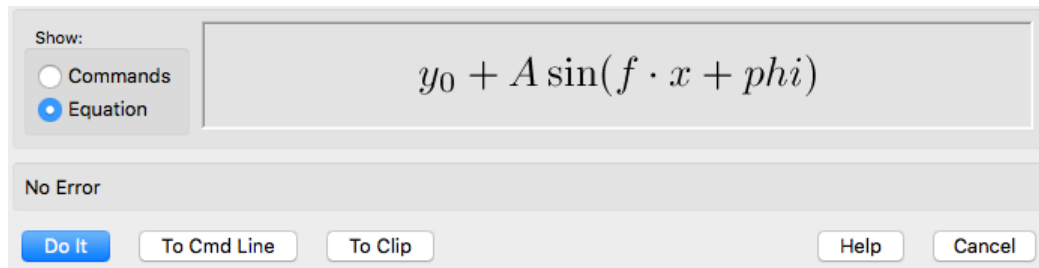 Show:
Commands
Equation
y₀ + A sin(f · x + phi)
No Error
Do It To Cmd Line To Clip Help Cancel